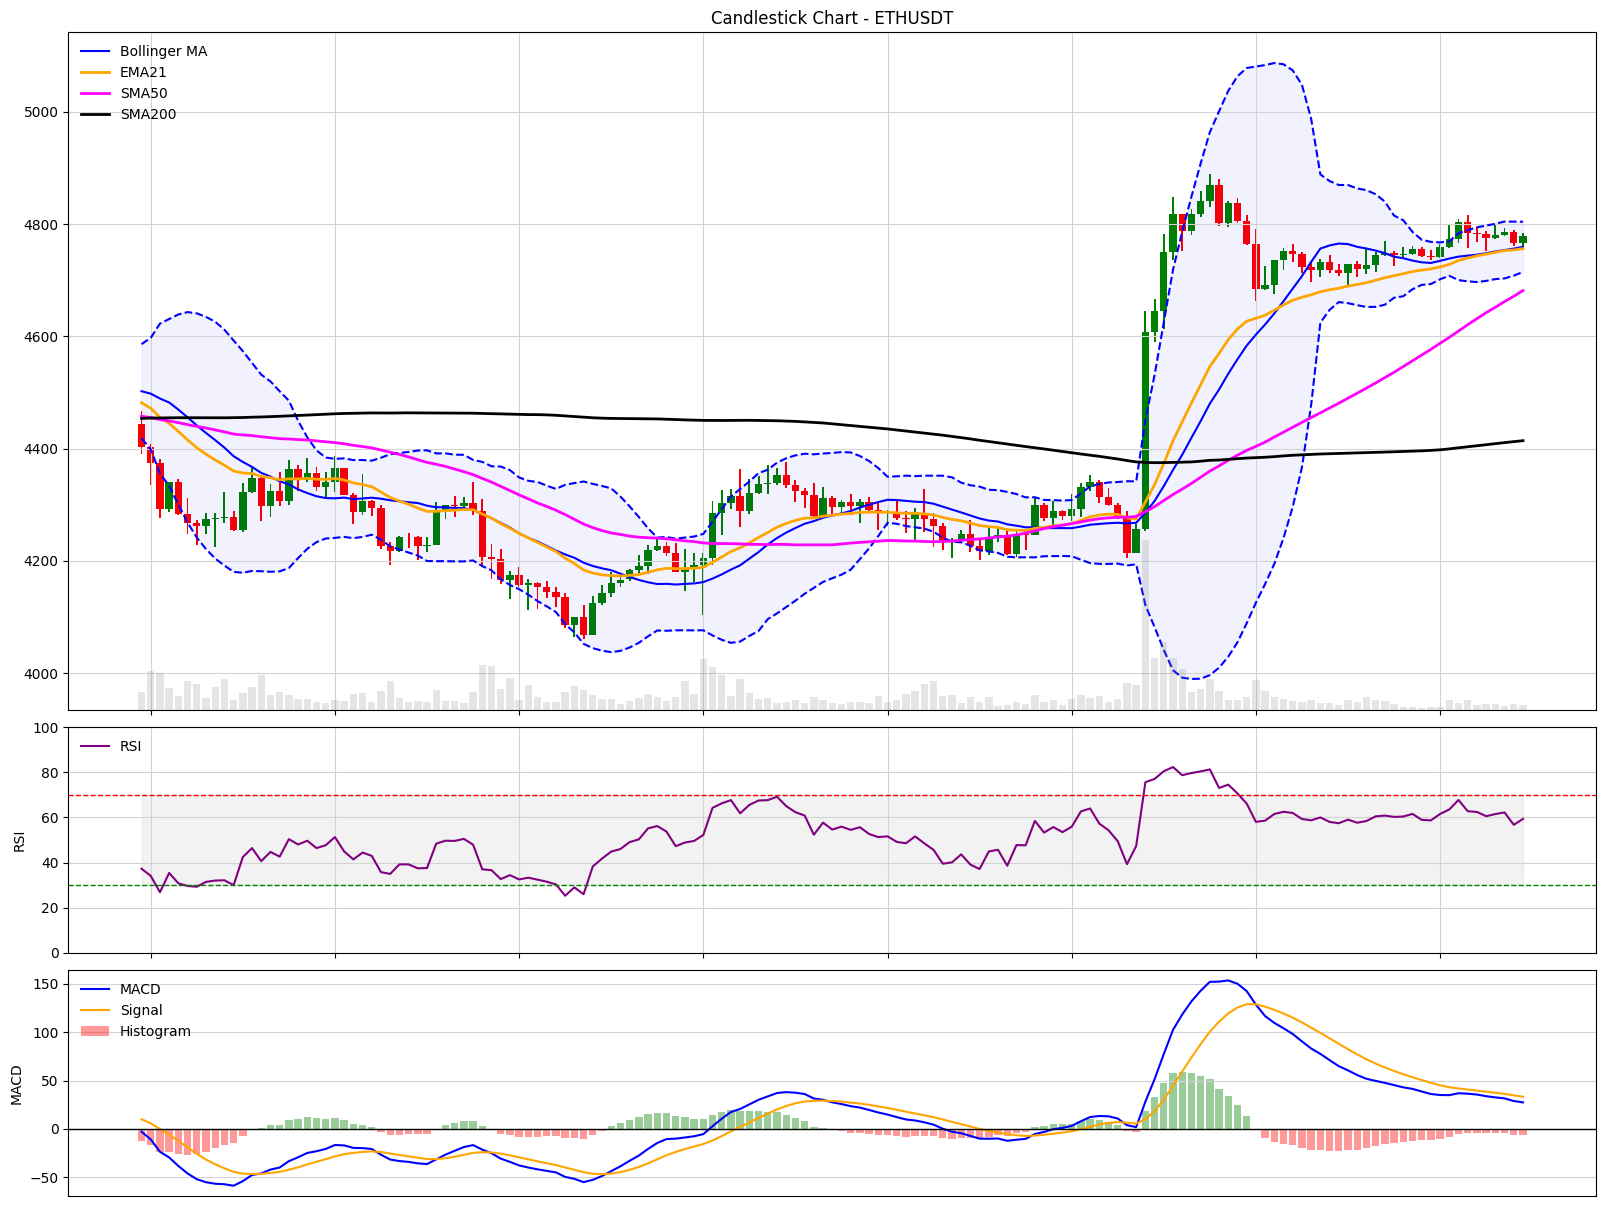 Candlestick Chart - ETHUSDT
Bollinger MA
EMA21
SMA50
SMA200
5000
4800
4600
4400
4200
4000
100
80
60
40
20
0
RSI
RSI
150
100
50
0
−50
MACD
MACD
Signal
Histogram